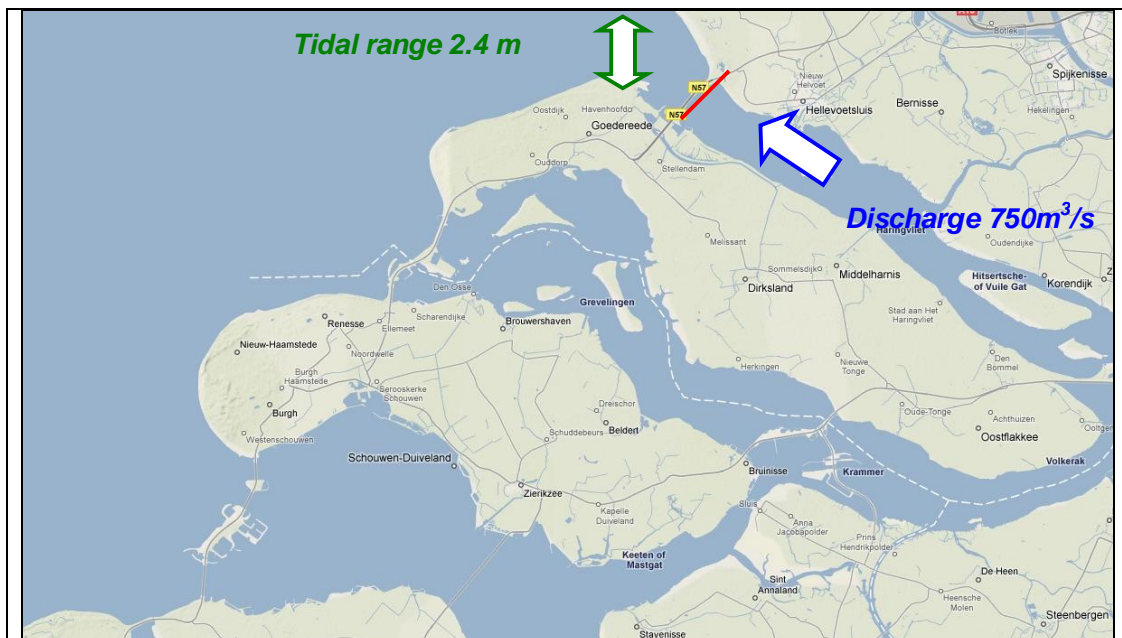 Tidal range 2.4 m
Botlek
Spijkenisse
N57
Nieuw
Helvoet
Hellevoetsluis
Bernisse
Hekelingen
Oostdijk
Havenhoofd
N57
Goedereede
Ouddorp
Stellendam
Discharge 750m³/s
Haringvliet
Oudendijke
Melissant
Sommelsdijk
Middelharnis
Hitsertsche-
of Vuile Gat
Korendijk
Z
Dirksland
Den Osse
Grevelingen
Stad aan Het
Haringvliet
Renesse
Scharendijke
Ellemeet
Brouwershaven
Nieuw-Haamstede
Noordwelle
Herkingen
Nieuwe
Tonge
Den
Bommel
Burgh
Haamstede
Serooskerke
Schouwen
Burgh
Dreischor
Beldert
Oude-Tonge
Achthuizen
Ooltgen
Westenschouwen
Schuddebeurs
Oostflakkee
Schouwen-Duiveland
Bruinisse
Krammer
Volkerak
Zierikzee
Kapelle
Duiveland
Sluis
Anna
Jacobapolder
Prins
Hendrikpolder
Keeten of
Mastgat
Sint
Annaland
De Heen
Heensche
Molen
Steenbergen
Stavenisse